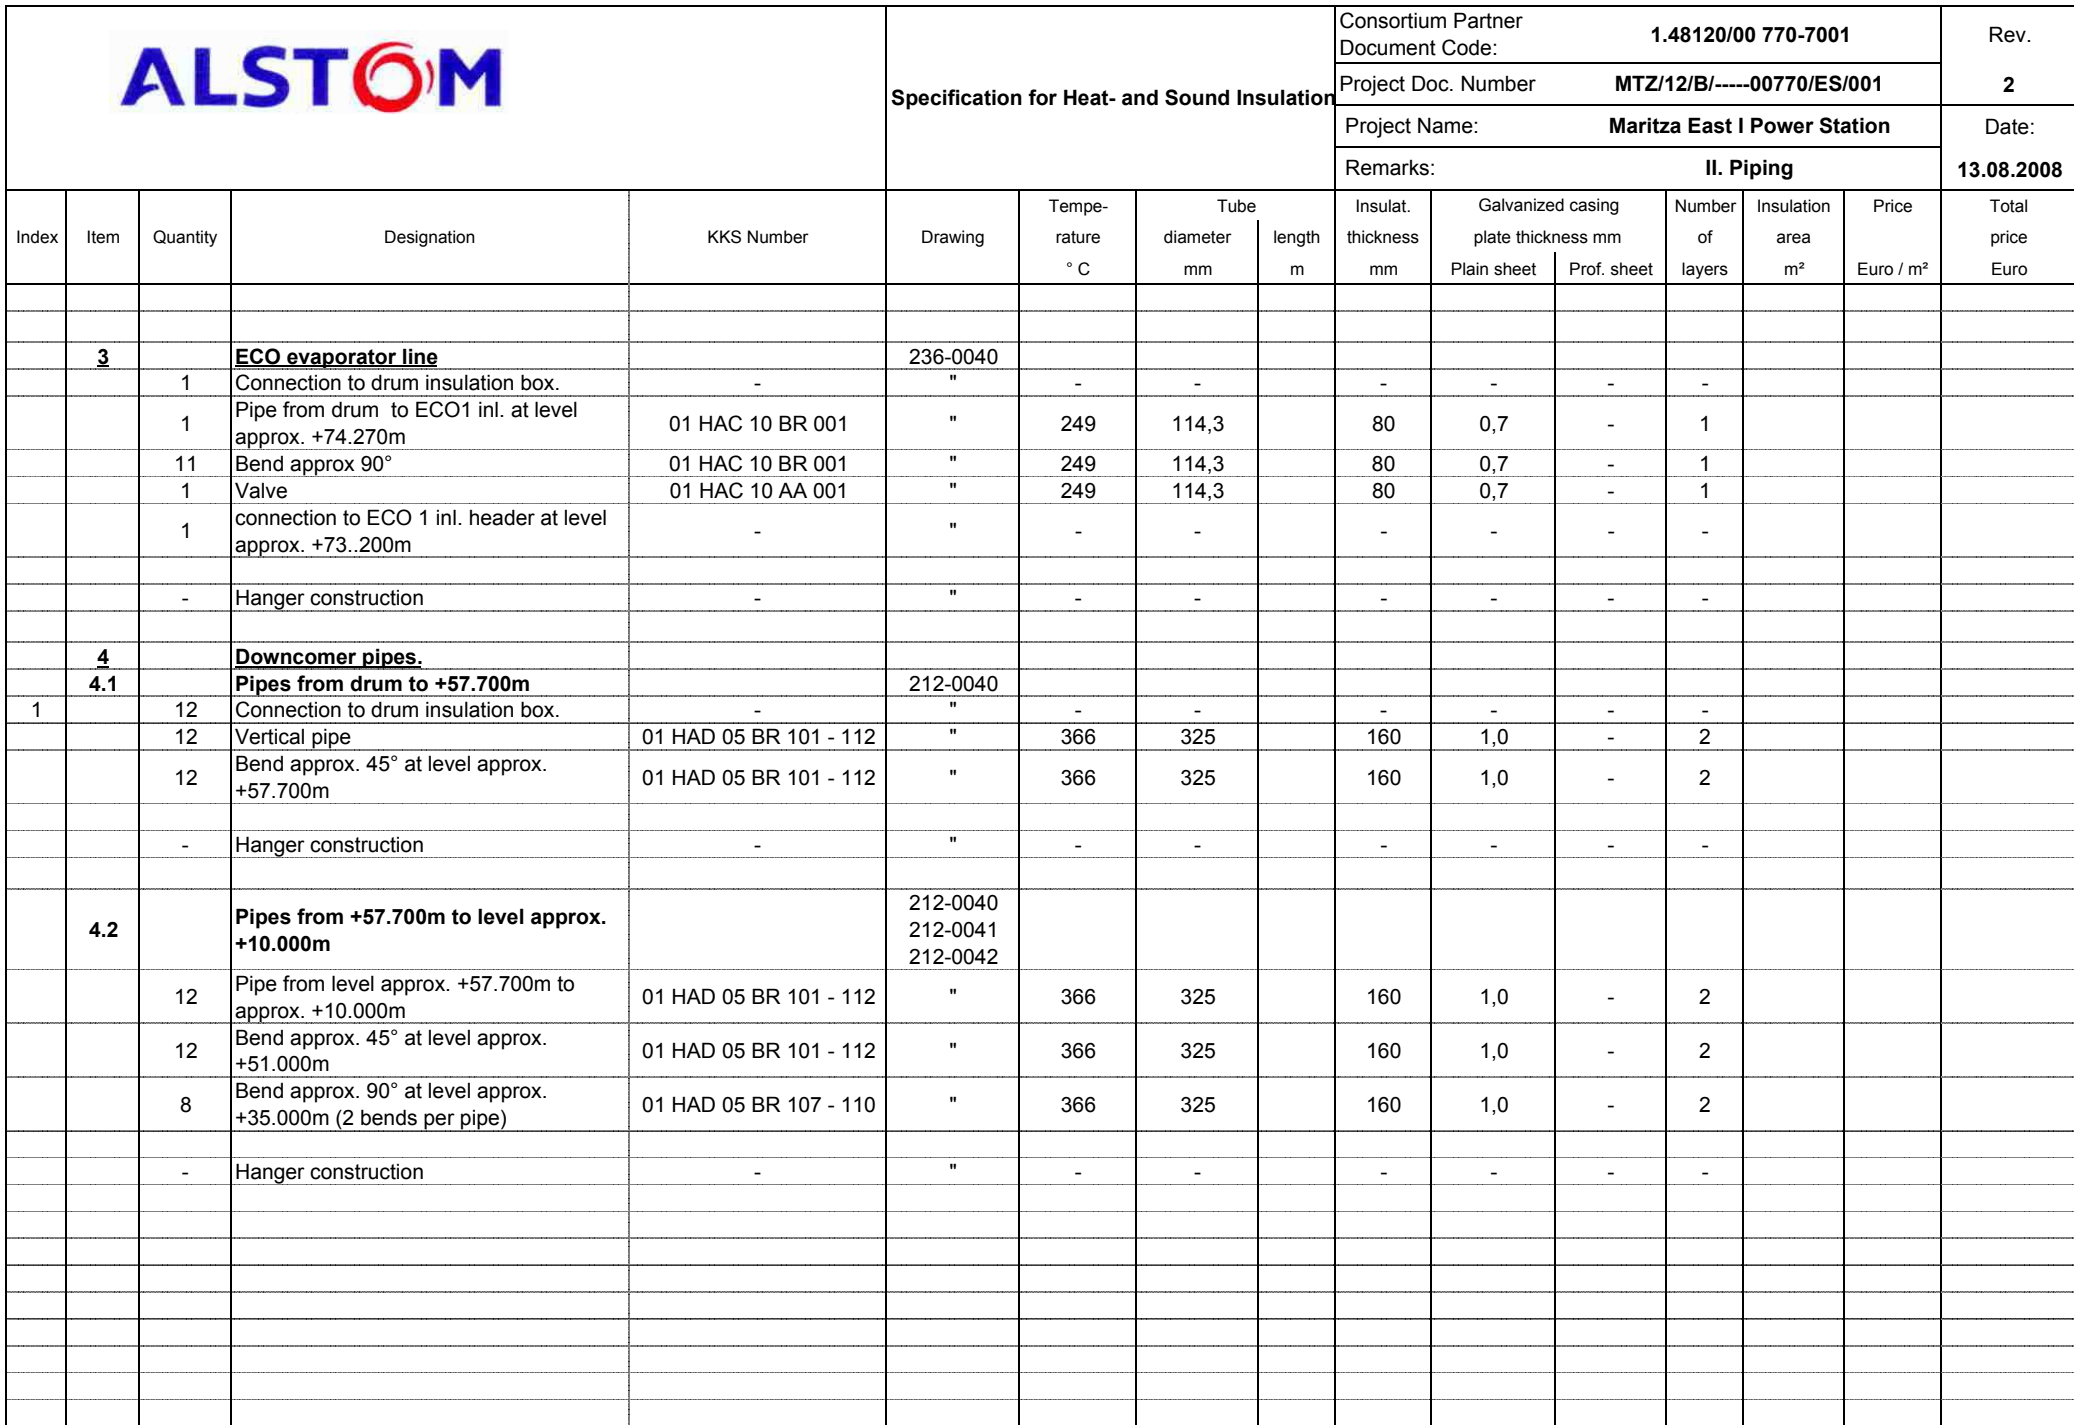 ALSTOM
Specification for Heat- and Sound Insulation
Consortium Partner
Document Code:
1.48120/00 770-7001
Rev.
Project Doc. Number
MTZ/12/B/-----00770/ES/001
2
Project Name:
Maritza East I Power Station
Date:
Remarks:
II. Piping
13.08.2008
Index Item Quantity Designation KKS Number Drawing Tempe- rature ° C Tube diameter mm length m Insulat. thickness mm Galvanized casing plate thickness mm Plain sheet Prof. sheet Number of layers Insulation area m² Price Euro / m² Total price Euro
3 ECO evaporator line 236-0040
1 Connection to drum insulation box. - " - - - - - -
1 Pipe from drum to ECO1 inl. at level
approx. +74.270m 01 HAC 10 BR 001 " 249 114,3 80 0,7 - 1
11 Bend approx 90° 01 HAC 10 BR 001 " 249 114,3 80 0,7 - 1
1 Valve 01 HAC 10 AA 001 " 249 114,3 80 0,7 - 1
1 connection to ECO 1 inl. header at level
approx. +73..200m - " - - - - - -
- Hanger construction - " - - - - - -
4 Downcomer pipes.
4.1 Pipes from drum to +57.700m 212-0040
1 12 Connection to drum insulation box. - " - - - - - -
12 Vertical pipe 01 HAD 05 BR 101 - 112 " 366 325 160 1,0 - 2
12 Bend approx. 45° at level approx.
+57.700m 01 HAD 05 BR 101 - 112 " 366 325 160 1,0 - 2
- Hanger construction - " - - - - - -
4.2 Pipes from +57.700m to level approx.
+10.000m
212-0040
212-0041
212-0042
12 Pipe from level approx. +57.700m to
approx. +10.000m 01 HAD 05 BR 101 - 112 " 366 325 160 1,0 - 2
12 Bend approx. 45° at level approx.
+51.000m 01 HAD 05 BR 101 - 112 " 366 325 160 1,0 - 2
8 Bend approx. 90° at level approx.
+35.000m (2 bends per pipe) 01 HAD 05 BR 107 - 110 " 366 325 160 1,0 - 2
- Hanger construction - " - - - - - -